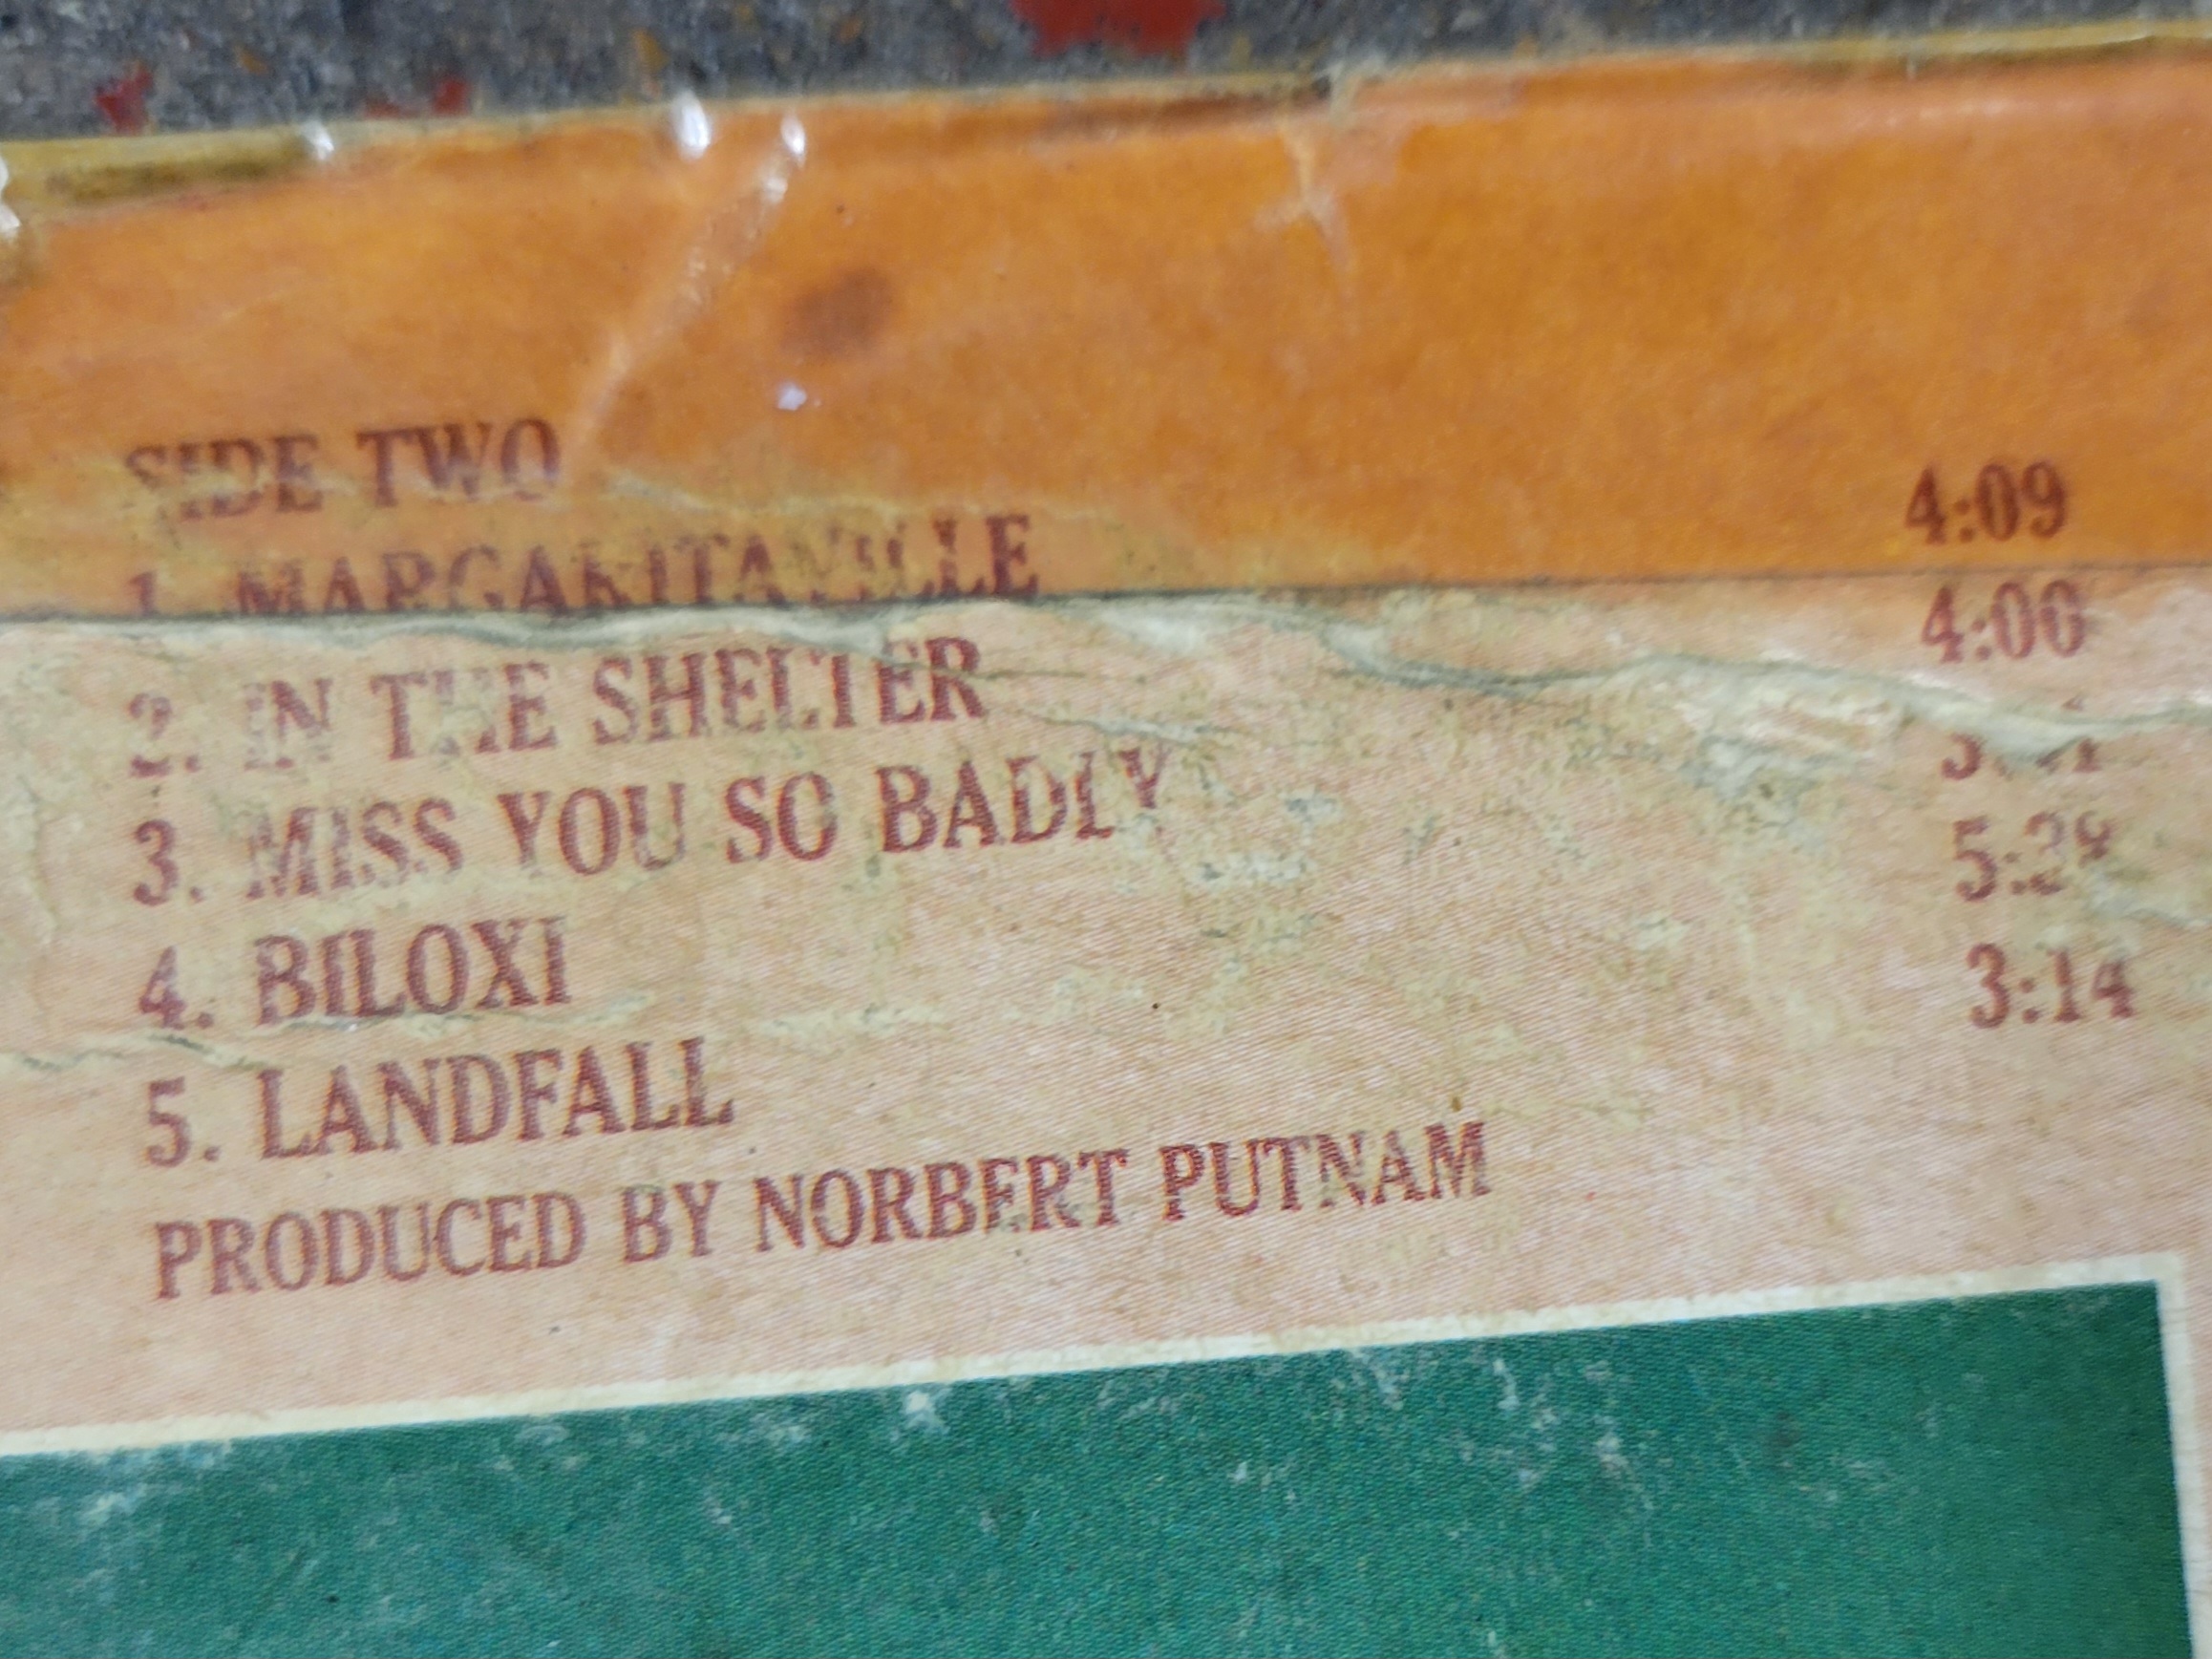 SIDE TWO
1. MARGARITAVILLE 4:09
2. IN THE SHELTER 4:00
3. MISS YOU SO BADLY
4. BILOXI
5. LANDFALL 3:14
PRODUCED BY NORBERT PUTNAM